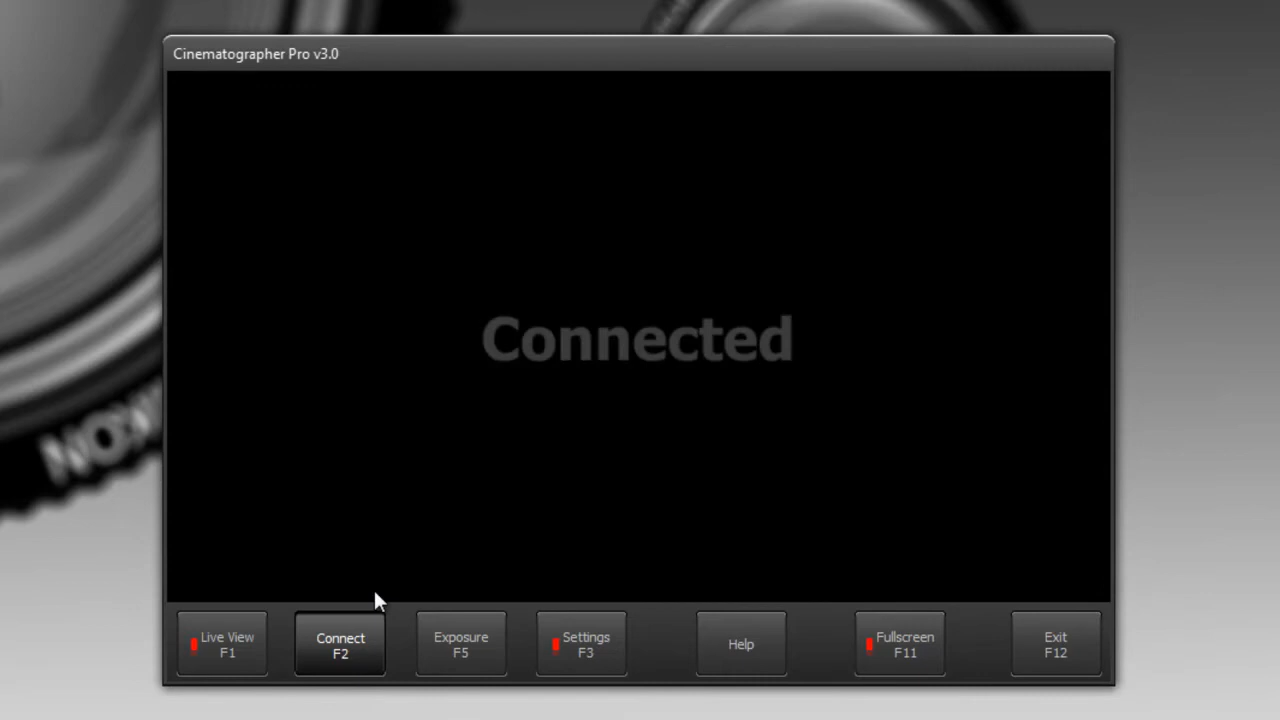 Cinematographer Pro v3.0
Connected
Live View
F1
Connect
F2
Exposure
F5
Settings
F3
Help
Fullscreen
F11
Exit
F12